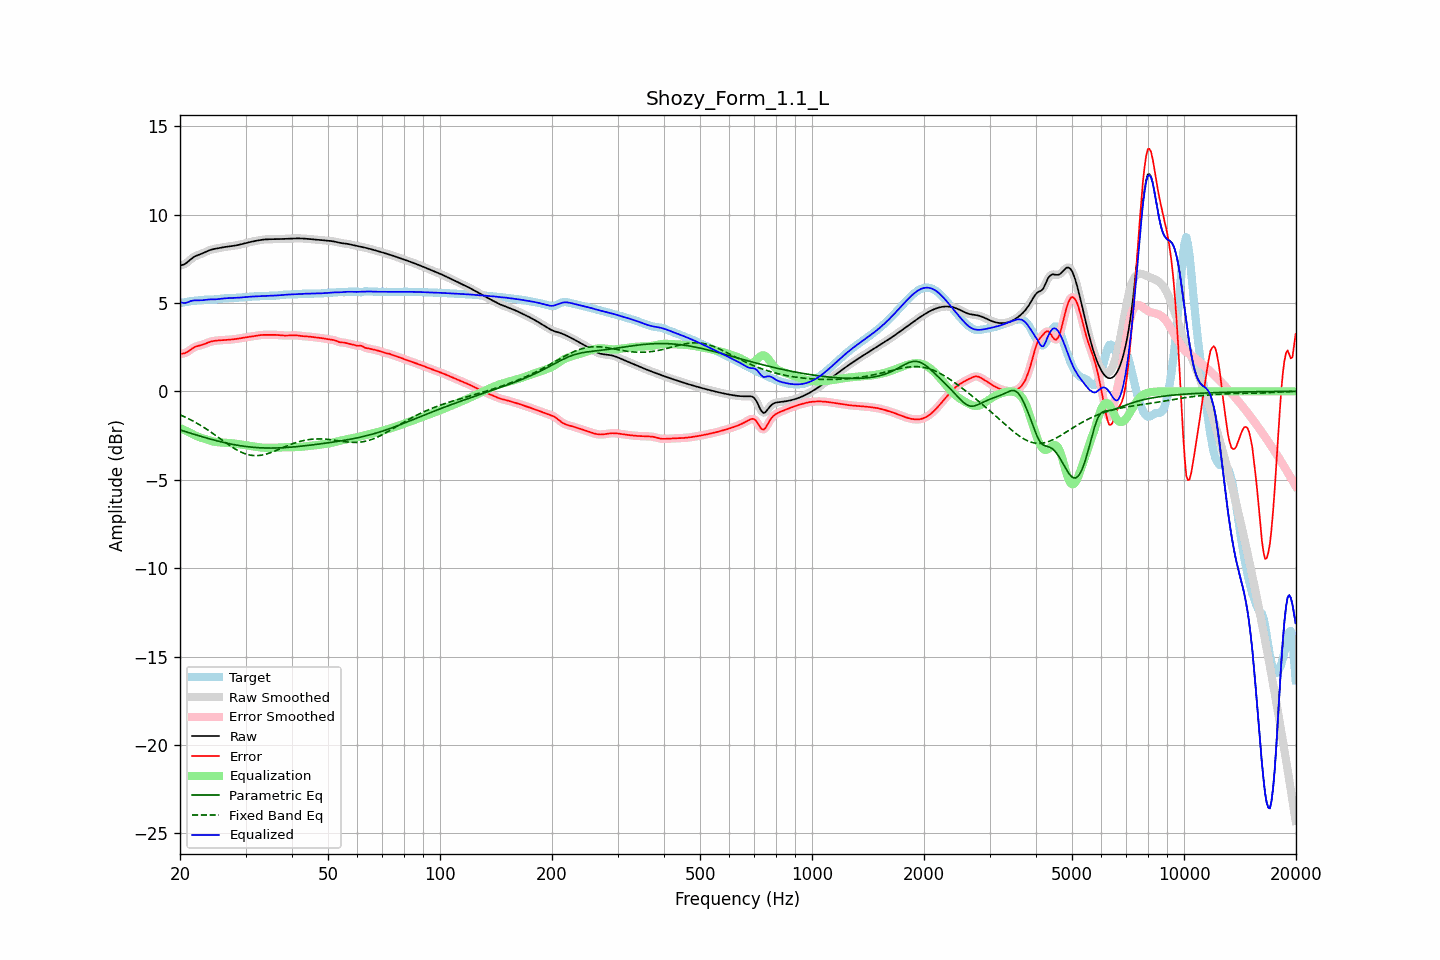 Shozy_Form_1.1_L
Amplitude (dBr)
15
10
5
0
−5
−10
−15
−20
−25
Target
Raw Smoothed
Error Smoothed
Raw
Error
Equalization
Parametric Eq
Fixed Band Eq
Equalized
20 50 100 200 500 1000 2000 5000 10000 20000
Frequency (Hz)